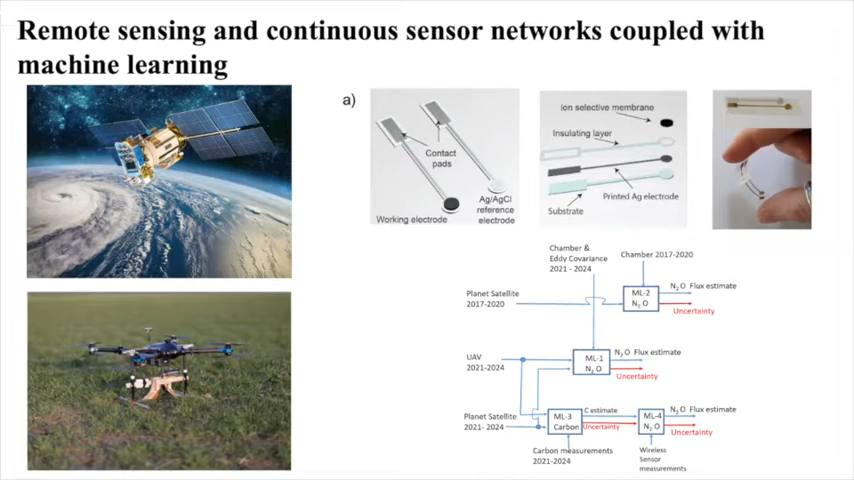 Remote sensing and continuous sensor networks coupled with
machine learning
a)
Contact
pads
Working electrode
Ag/AgCl
reference
electrode
Ion selective membrane
Insulating layer
Printed Ag electrode
Substrate
Chamber &
Eddy Covariance
2021 - 2024
Chamber 2017-2020
Planet Satellite
2017-2020
ML-2
N₂O
N₂O Flux estimate
Uncertainty
UAV
2021-2024
ML-1
N₂O
N₂O Flux estimate
Uncertainty
Planet Satellite
2021- 2024
ML-3
Carbon
C estimate
Uncertainty
ML-4
N₂O
N₂O Flux estimate
Uncertainty
Carbon measurements
2021-2024
Wireless
Sensor
measurements